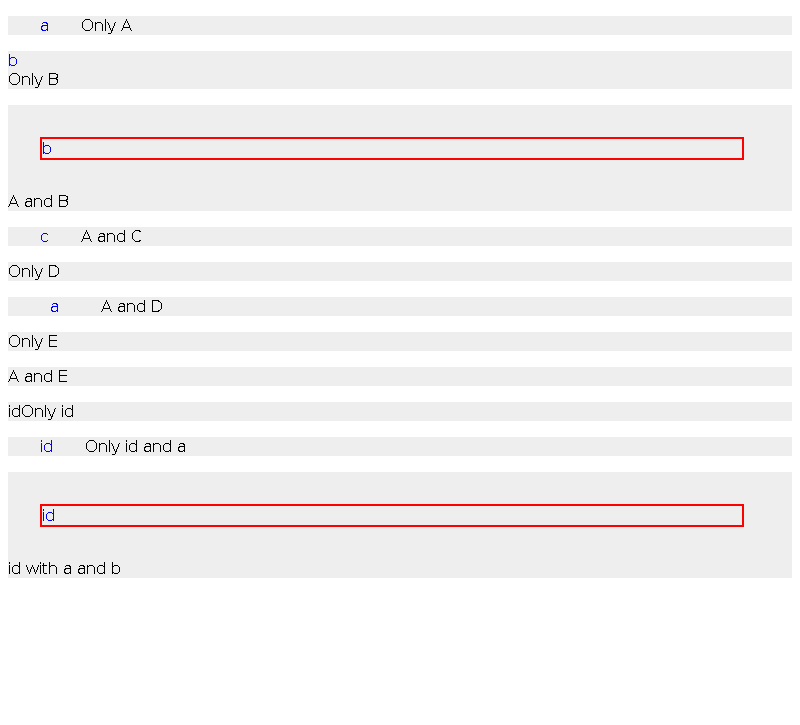 a Only A
b
Only B
b
A and B
c A and C
Only D
a A and D
Only E
A and E
idOnly id
id Only id and a
id
id with a and b